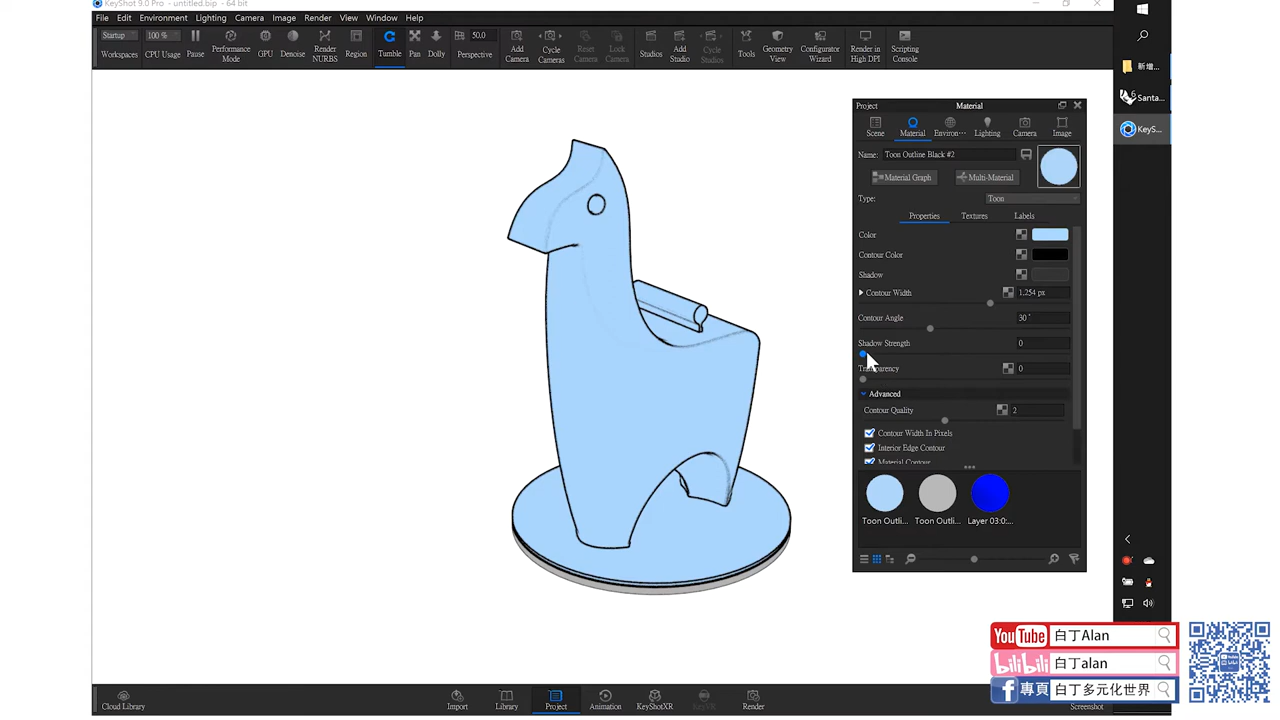 KeyShot 9.0 Pro - untitled.bip - 64 bit
File Edit Environment Lighting Camera Image Render View Window Help
Startup 100 % 50.0
Workspaces CPU Usage Pause Performance Mode GPU Denoise Render NURBS Region Tumble Pan Dolly Perspective Add Camera Cycle Cameras Reset Camera Lock Camera Studios Add Studio Cycle Studios Tools Geometry View Configurator Wizard Render in High DPI Scripting Console
新增...
Santa...
KeyS...
Project Material
Scene Material Environ··· Lighting Camera Image
Name: Toon Outline Black #2
Material Graph Multi-Material
Type: Toon
Properties Textures Labels
Color
Contour Color
Shadow
Contour Width 1.254 px
Contour Angle 30°
Shadow Strength 0
Transparency 0
Advanced
Contour Quality 2
Contour Width In Pixels
Interior Edge Contour
Material Contour
Toon Outli... Toon Outli... Layer 03:0:...
YouTube 白丁Alan
bilibili 白丁alan
f 專頁 白丁多元化世界
Cloud Library Import Library Project Animation KeyShotXR KeyVR Render Screenshot